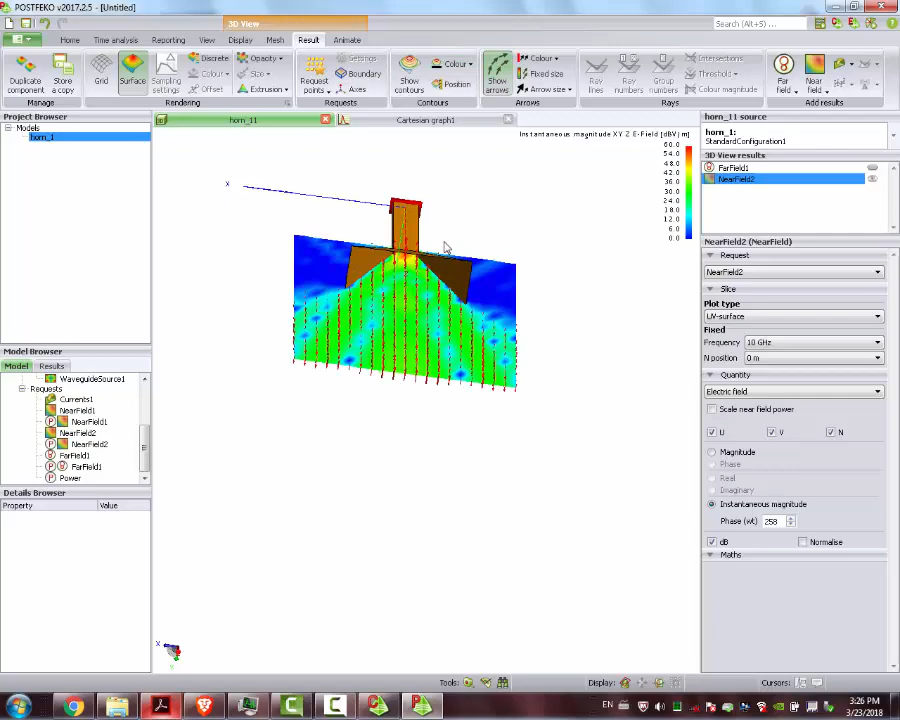 POSTFEKO v2017.2.5 - [Untitled]
3D View
Search (Alt+S) . . .
Home Time analysis Reporting View Display Mesh Result Animate
Duplicate component
Store a copy
Manage
Grid
Surface
Sampling settings
Discrete
Colour
Offset
Opacity
Size
Extrusion
Rendering
Request points
Settings
Boundary
Axes
Requests
Show contours
Colour
Position
Contours
Show arrows
Colour
Fixed size
Arrow size
Arrows
Ray lines
Ray numbers
Group numbers
Intersections
Threshold
Colour magnitude
Rays
Far field
Near field
Add results
Project Browser
Models
horn_1
horn_11
Cartesian graph1
Instantaneous magnitude XY Z E-Field [dBV/m]
60.0
54.0
48.0
42.0
36.0
30.0
24.0
18.0
12.0
6.0
0.0
X
X
Y
horn_11 source
horn_1:
StandardConfiguration1
3D View results
FarField1
NearField2
NearField2 (NearField)
Request
NearField2
Slice
Plot type
UV-surface
Fixed
Frequency 10 GHz
N position 0 m
Quantity
Electric field
Scale near field power
U V N
Magnitude
Phase
Real
Imaginary
Instantaneous magnitude
Phase (wt) 258
dB Normalise
Maths
Model Browser
Model Results
WaveguideSource1
Requests
Currents1
NearField1
P NearField1
NearField2
P NearField2
FarField1
P FarField1
P Power
Details Browser
Property Value
Tools:
Display:
Cursors:
EN
3:26 PM
3/23/2018